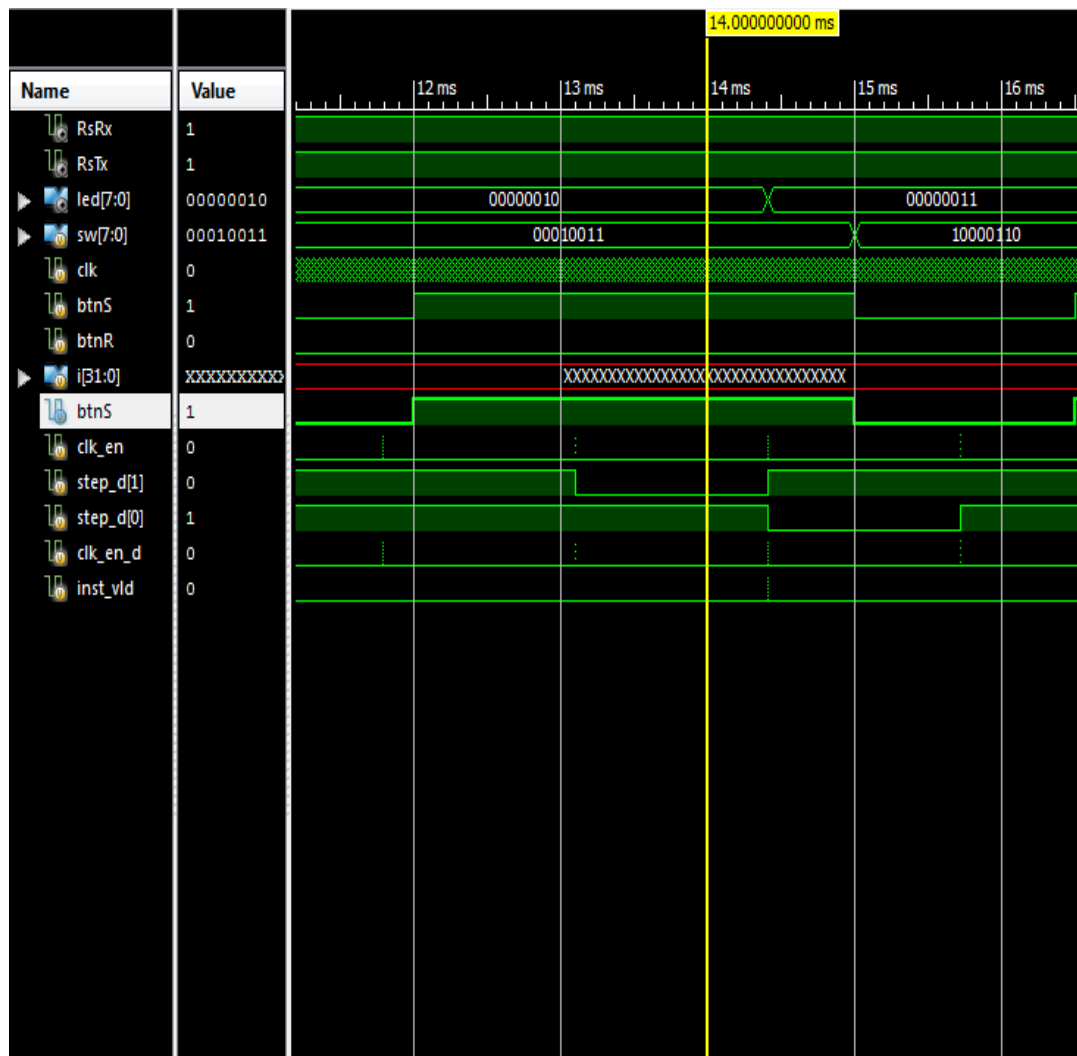 14.000000000 ms
Name Value
12 ms 13 ms 14 ms 15 ms 16 ms
RsRx 1
RsTx 1
led[7:0] 00000010 00000010 00000011
sw[7:0] 00010011 00010011 10000110
clk 0
btnS 1
btnR 0
i[31:0] XXXXXXXXXX XXXXXXXXXXXXXXXXXXXXXXXXXXXXXXXX
btnS 1
clk_en 0
step_d[1] 0
step_d[0] 1
clk_en_d 0
inst_vld 0